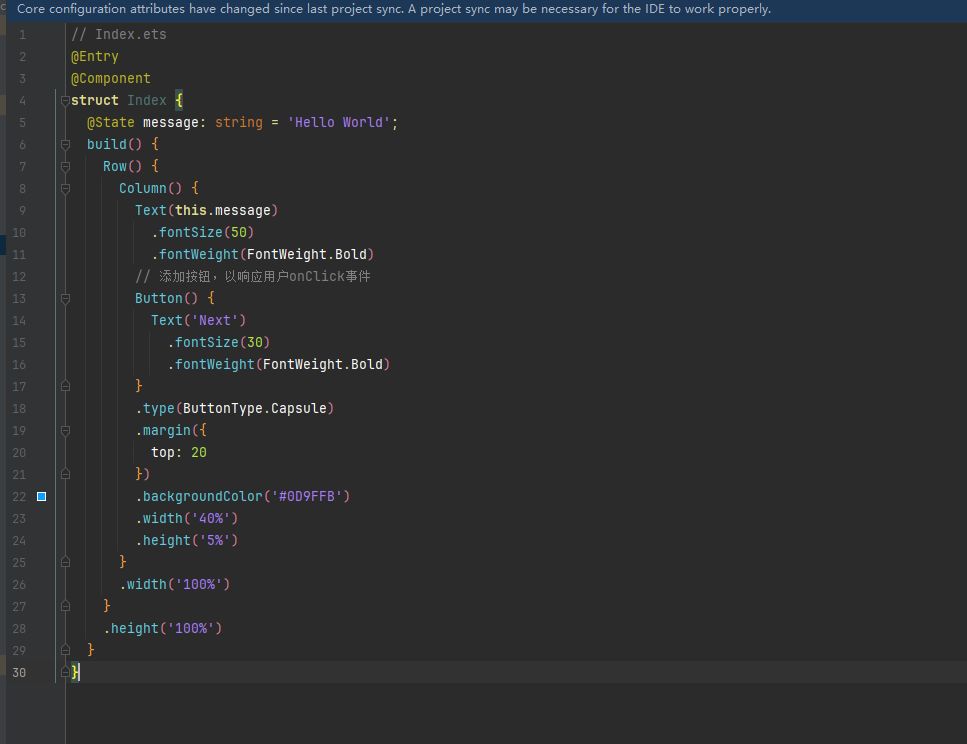 Core configuration attributes have changed since last project sync. A project sync may be necessary for the IDE to work properly.
1 // Index.ets
2 @Entry
3 @Component
4 struct Index {
5 @State message: string = 'Hello World';
6 build() {
7 Row() {
8 Column() {
9 Text(this.message)
10 .fontSize(50)
11 .fontWeight(FontWeight.Bold)
12 // 添加按钮，以响应用户onClick事件
13 Button() {
14 Text('Next')
15 .fontSize(30)
16 .fontWeight(FontWeight.Bold)
17 }
18 .type(ButtonType.Capsule)
19 .margin({
20 top: 20
21 })
22 .backgroundColor('#0D9FFB')
23 .width('40%')
24 .height('5%')
25 }
26 .width('100%')
27 }
28 .height('100%')
29 }
30 }